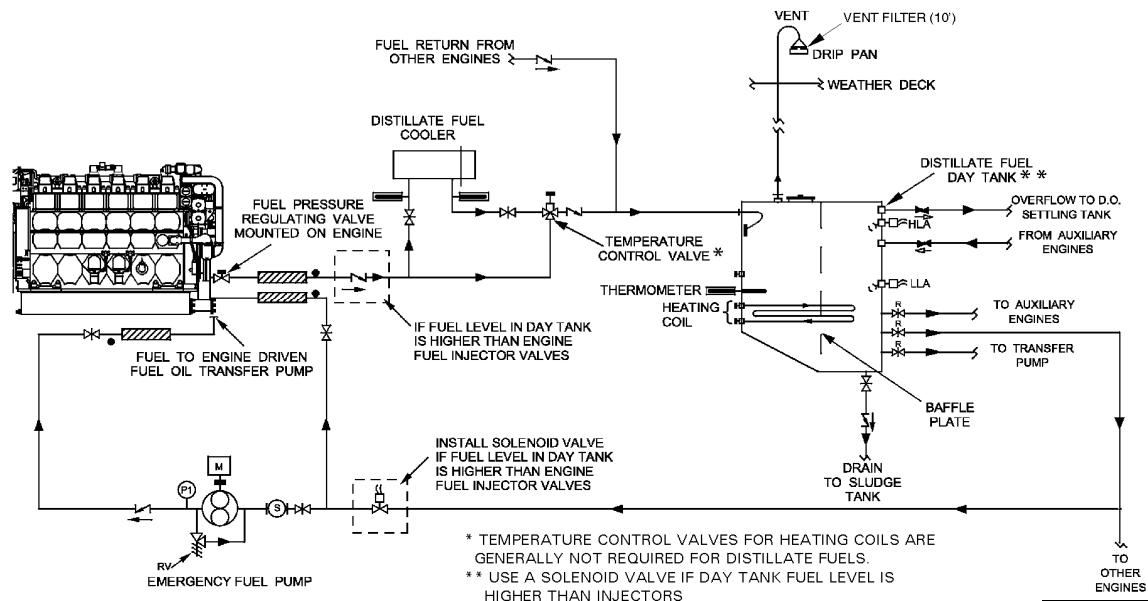 VENT
VENT FILTER (10')
DRIP PAN
WEATHER DECK
FUEL RETURN FROM
OTHER ENGINES
DISTILLATE FUEL
COOLER
DISTILLATE FUEL
DAY TANK * *
FUEL PRESSURE
REGULATING VALVE
MOUNTED ON ENGINE
OVERFLOW TO D.O.
SETTLING TANK
HLA
TEMPERATURE
CONTROL VALVE *
FROM AUXILIARY
ENGINES
THERMOMETER
LLA
HEATING
COIL
R
TO AUXILIARY
ENGINES
R
R
TO TRANSFER
PUMP
IF FUEL LEVEL IN DAY TANK
IS HIGHER THAN ENGINE
FUEL INJECTOR VALVES
FUEL TO ENGINE DRIVEN
FUEL OIL TRANSFER PUMP
BAFFLE
PLATE
INSTALL SOLENOID VALVE
IF FUEL LEVEL IN DAY TANK
IS HIGHER THAN ENGINE
FUEL INJECTOR VALVES
DRAIN
TO SLUDGE
TANK
M
P1
S
RV
EMERGENCY FUEL PUMP
* TEMPERATURE CONTROL VALVES FOR HEATING COILS ARE
GENERALLY NOT REQUIRED FOR DISTILLATE FUELS.
* * USE A SOLENOID VALVE IF DAY TANK FUEL LEVEL IS
HIGHER THAN INJECTORS
TO
OTHER
ENGINES